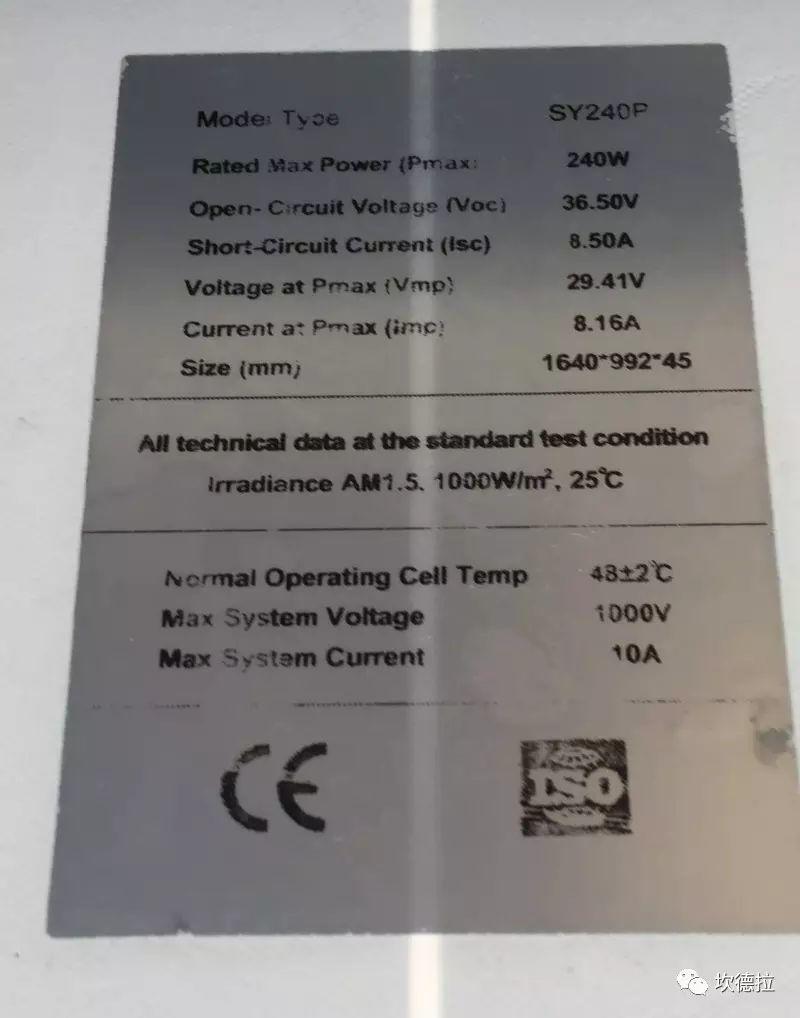 Model Type SY240P
Rated Max Power (Pmax) 240W
Open- Circuit Voltage (Voc) 36.50V
Short-Circuit Current (Isc) 8.50A
Voltage at Pmax (Vmp) 29.41V
Current at Pmax (imp) 8.16A
Size (mm) 1640*992*45
All technical data at the standard test condition
Irradiance AM1.5、1000W/m², 25℃
Normal Operating Cell Temp 48±2℃
Max System Voltage 1000V
Max System Current 10A
CE ISO
坎德拉